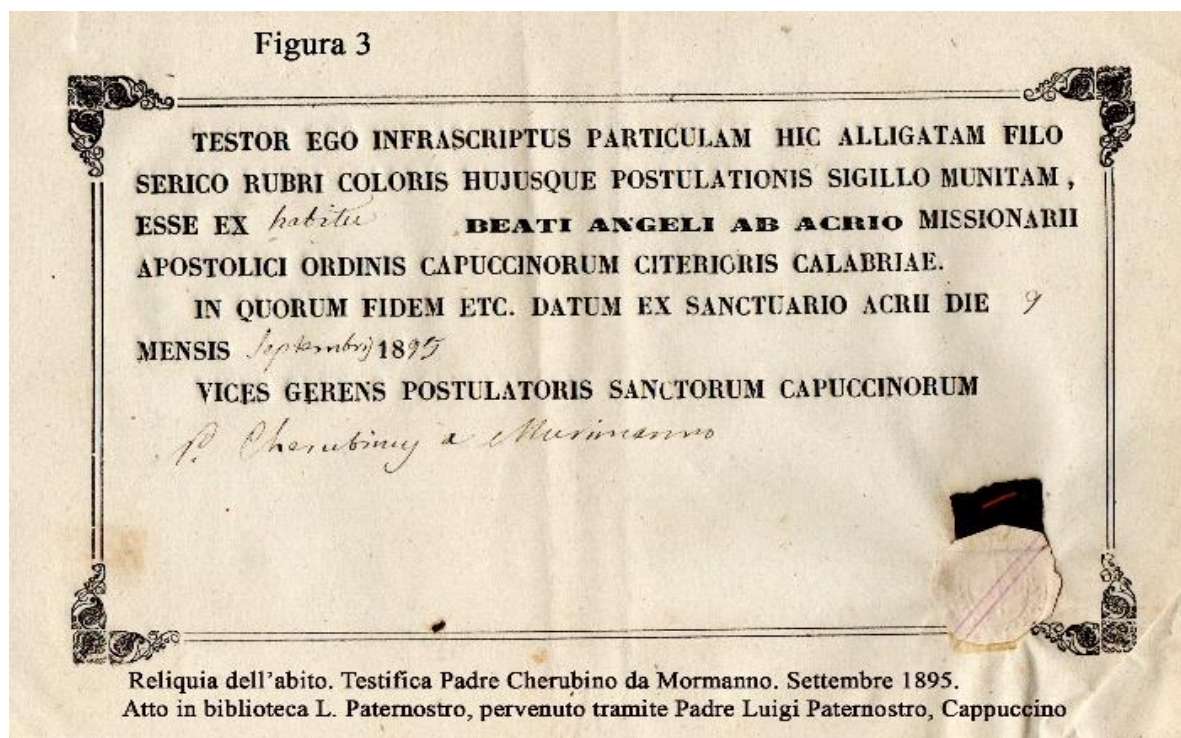 Figura 3
TESTOR EGO INFRASCRIPTUS PARTICULAM HIC ALLIGATAM FILO
SERICO RUBRI COLORIS HUJUSQUE POSTULATIONIS SIGILLO MUNITAM ,
ESSE EX habitu BEATI ANGELI AB ACRIO MISSIONARII
APOSTOLICI ORDINIS CAPUCCINORUM CITERIORIS CALABRIAE.
IN QUORUM FIDEM ETC. DATUM EX SANCTUARIO ACRII DIE 9
MENSIS Septembrij 1895
VICES GERENS POSTULATORIS SANCTORUM CAPUCCINORUM
P. Cherubinus a Murimanno
Reliquia dell'abito. Testifica Padre Cherubino da Mormanno. Settembre 1895.
Atto in biblioteca L. Paternostro, pervenuto tramite Padre Luigi Paternostro, Cappuccino